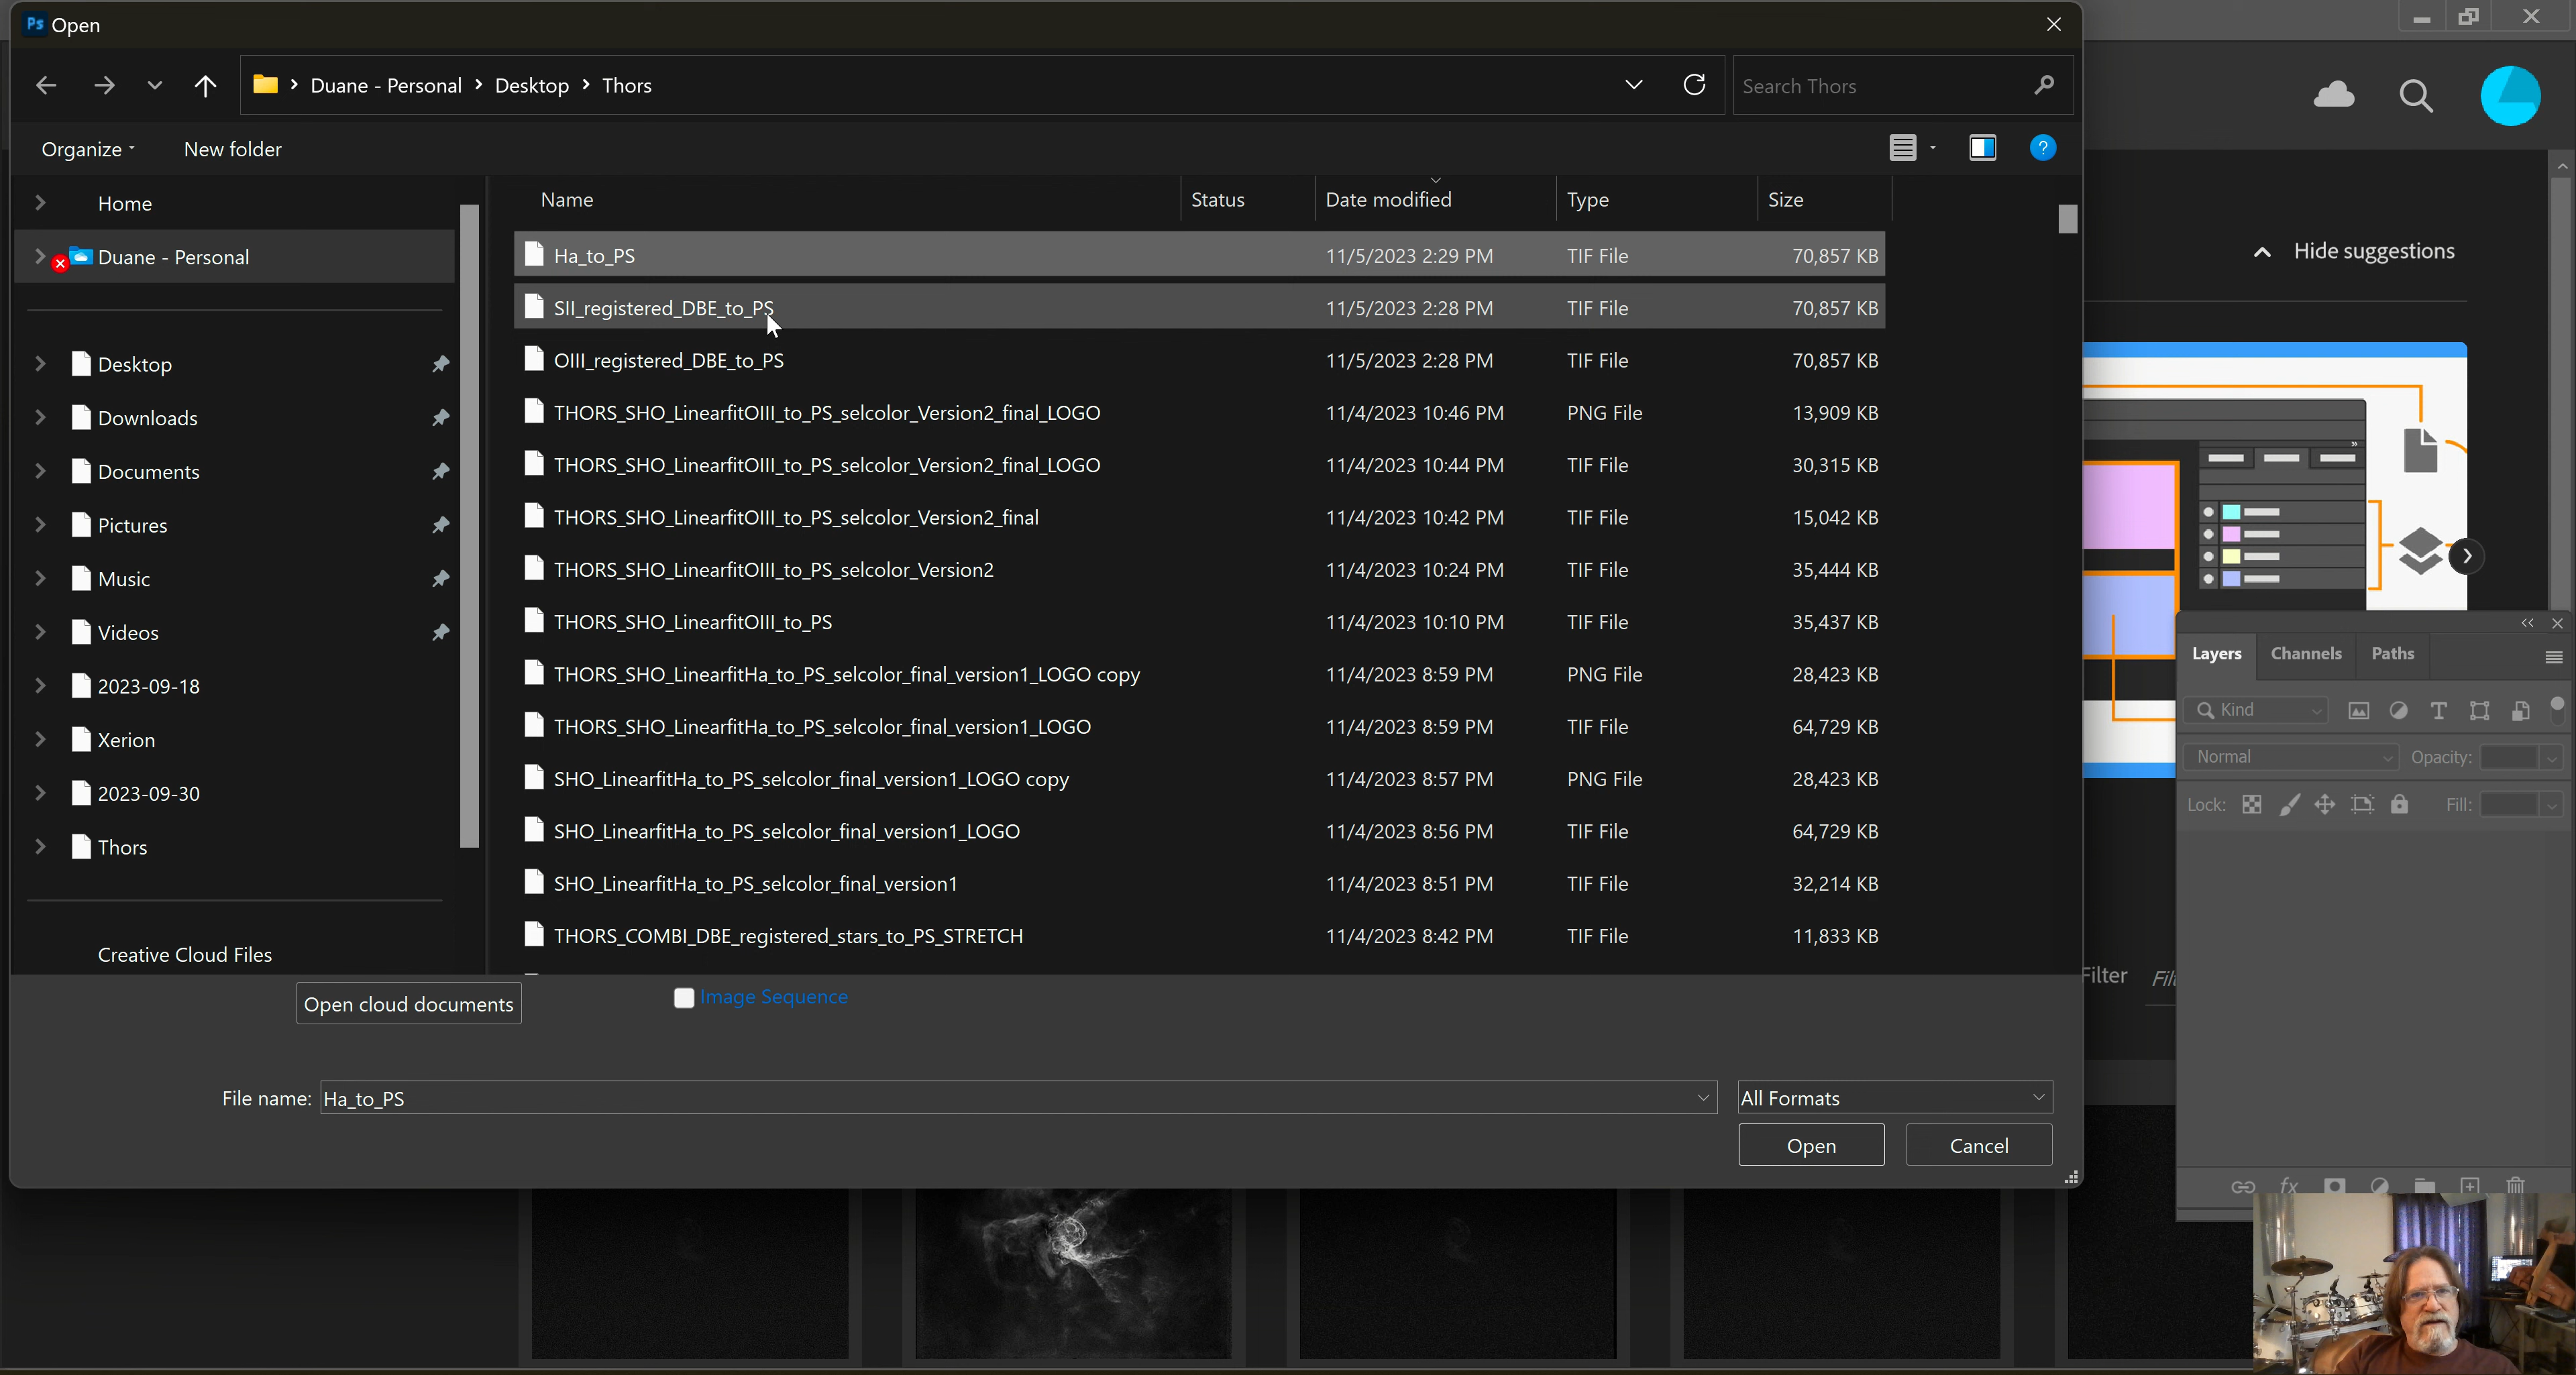 Ps Open
Duane - Personal > Desktop > Thors
Search Thors
Organize
New folder
Home
Duane - Personal
Desktop
Downloads
Documents
Pictures
Music
Videos
2023-09-18
Xerion
2023-09-30
Thors
Creative Cloud Files
Name Status Date modified Type Size
Ha_to_PS 11/5/2023 2:29 PM TIF File 70,857 KB
SII_registered_DBE_to_PS 11/5/2023 2:28 PM TIF File 70,857 KB
OIII_registered_DBE_to_PS 11/5/2023 2:28 PM TIF File 70,857 KB
THORS_SHO_LinearfitOIII_to_PS_selcolor_Version2_final_LOGO 11/4/2023 10:46 PM PNG File 13,909 KB
THORS_SHO_LinearfitOIII_to_PS_selcolor_Version2_final_LOGO 11/4/2023 10:44 PM TIF File 30,315 KB
THORS_SHO_LinearfitOIII_to_PS_selcolor_Version2_final 11/4/2023 10:42 PM TIF File 15,042 KB
THORS_SHO_LinearfitOIII_to_PS_selcolor_Version2 11/4/2023 10:24 PM TIF File 35,444 KB
THORS_SHO_LinearfitOIII_to_PS 11/4/2023 10:10 PM TIF File 35,437 KB
THORS_SHO_LinearfitHa_to_PS_selcolor_final_version1_LOGO copy 11/4/2023 8:59 PM PNG File 28,423 KB
THORS_SHO_LinearfitHa_to_PS_selcolor_final_version1_LOGO 11/4/2023 8:59 PM TIF File 64,729 KB
SHO_LinearfitHa_to_PS_selcolor_final_version1_LOGO copy 11/4/2023 8:57 PM PNG File 28,423 KB
SHO_LinearfitHa_to_PS_selcolor_final_version1_LOGO 11/4/2023 8:56 PM TIF File 64,729 KB
SHO_LinearfitHa_to_PS_selcolor_final_version1 11/4/2023 8:51 PM TIF File 32,214 KB
THORS_COMBI_DBE_registered_stars_to_PS_STRETCH 11/4/2023 8:42 PM TIF File 11,833 KB
Open cloud documents
Image Sequence
File name: Ha_to_PS
All Formats
Open
Cancel
Hide suggestions
Layers Channels Paths
Kind
Normal Opacity:
Lock: Fill:
Filter Filt
fx